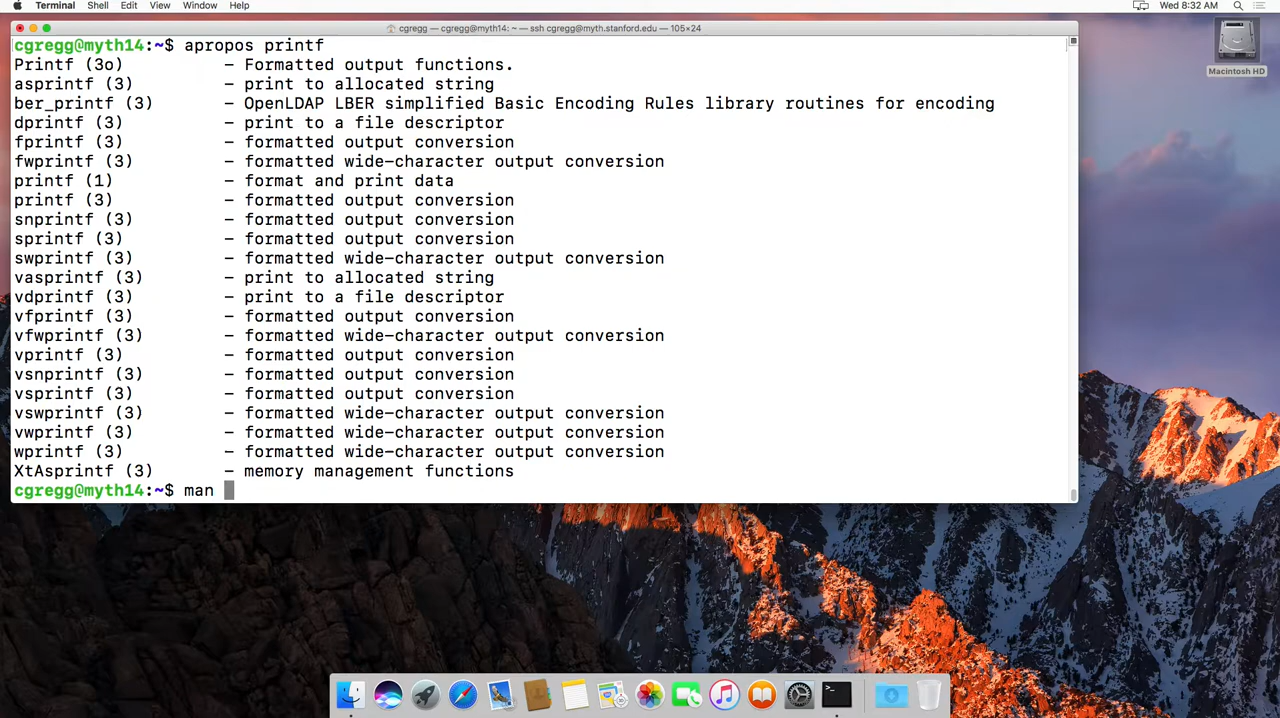 Terminal Shell Edit View Window Help Wed 8:32 AM
cgregg — cgregg@myth14: ~ — ssh cgregg@myth.stanford.edu — 105×24
cgregg@myth14:~$ apropos printf
Printf (3o) - Formatted output functions.
asprintf (3) - print to allocated string
ber_printf (3) - OpenLDAP LBER simplified Basic Encoding Rules library routines for encoding
dprintf (3) - print to a file descriptor
fprintf (3) - formatted output conversion
fwprintf (3) - formatted wide-character output conversion
printf (1) - format and print data
printf (3) - formatted output conversion
snprintf (3) - formatted output conversion
sprintf (3) - formatted output conversion
swprintf (3) - formatted wide-character output conversion
vasprintf (3) - print to allocated string
vdprintf (3) - print to a file descriptor
vfprintf (3) - formatted output conversion
vfwprintf (3) - formatted wide-character output conversion
vprintf (3) - formatted output conversion
vsnprintf (3) - formatted output conversion
vsprintf (3) - formatted output conversion
vswprintf (3) - formatted wide-character output conversion
vwprintf (3) - formatted wide-character output conversion
wprintf (3) - formatted wide-character output conversion
XtAsprintf (3) - memory management functions
cgregg@myth14:~$ man
Macintosh HD